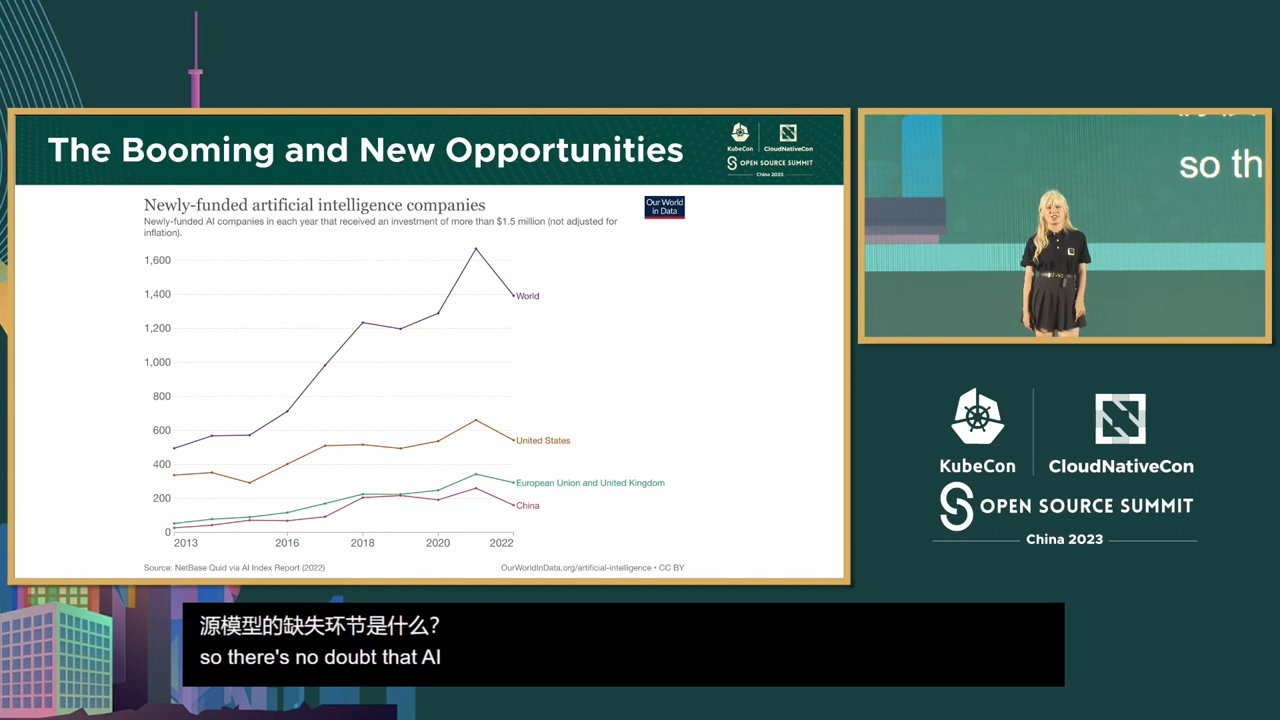 The Booming and New Opportunities
KubeCon
CloudNativeCon
OPEN SOURCE SUMMIT
China 2023
Newly-funded artificial intelligence companies
Newly-funded AI companies in each year that received an investment of more than $1.5 million (not adjusted for
inflation).
Our World
in Data
1,600
1,400
1,200
1,000
800
600
400
200
0
World
United States
European Union and United Kingdom
China
2013
2016
2018
2020
2022
Source: NetBase Quid via AI Index Report (2022)
OurWorldInData.org/artificial-intelligence • CC BY
so th
KubeCon
CloudNativeCon
OPEN SOURCE SUMMIT
China 2023
源模型的缺失环节是什么?
so there's no doubt that AI